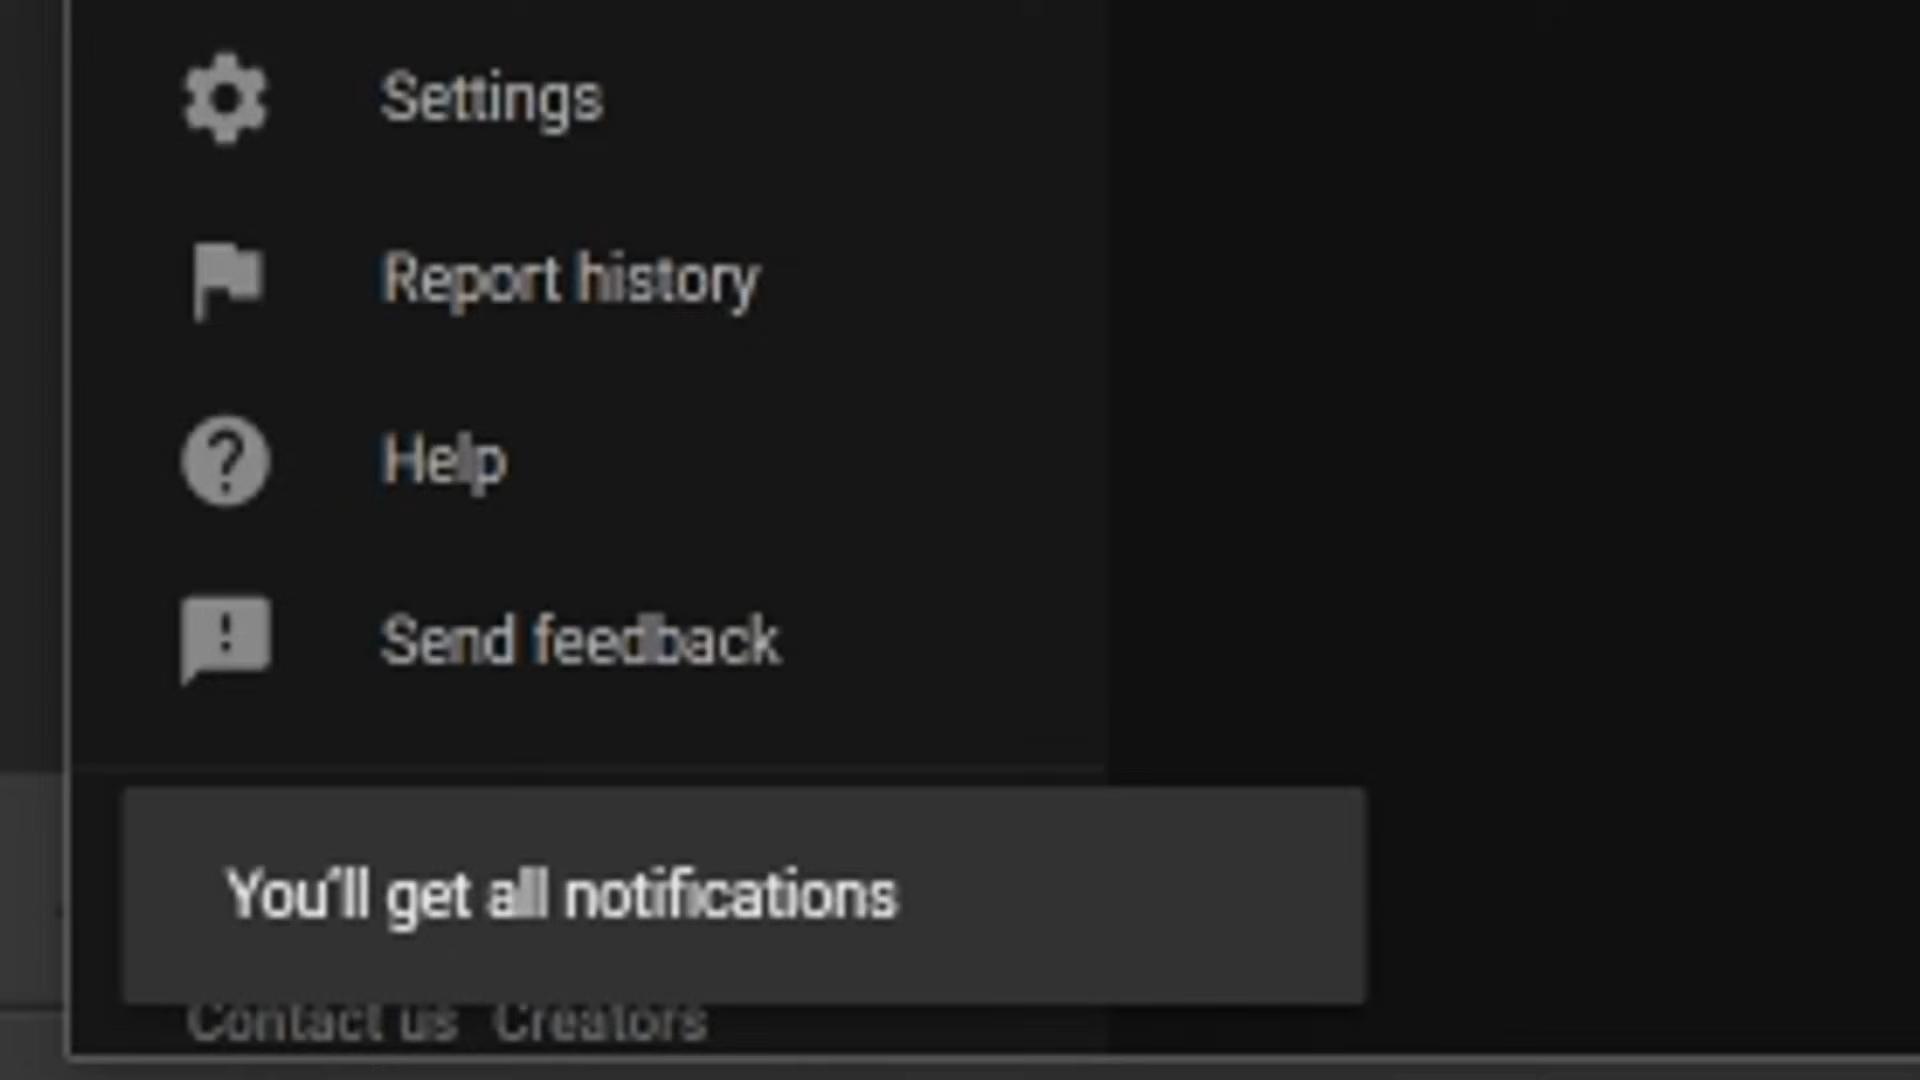 Settings
Report history
Help
Send feedback
You'll get all notifications
Contact us Creators